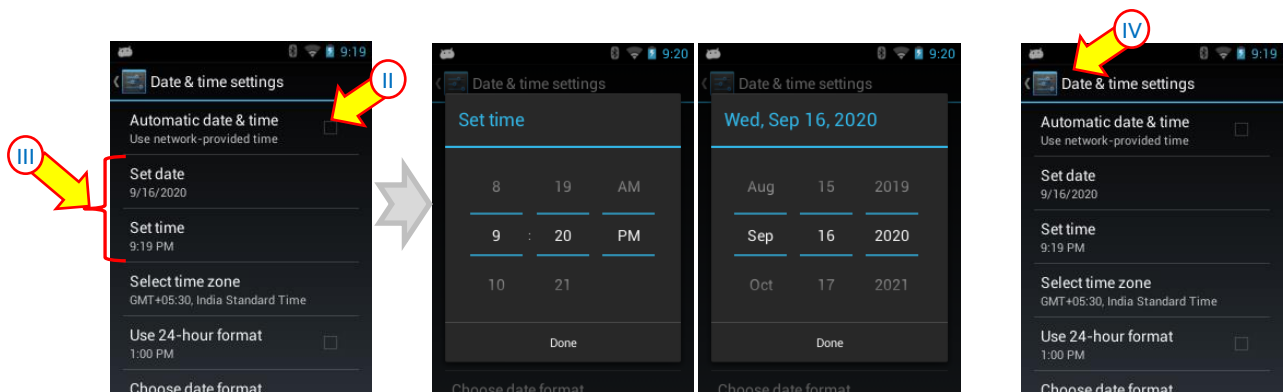 IV
9:19
Date & time settings
II
Automatic date & time
Use network-provided time
III
Set date
9/16/2020
Set time
9:19 PM
Select time zone
GMT+05:30, India Standard Time
Use 24-hour format
1:00 PM
Choose date format
9:20
Date & time settings
Set time
8 19 AM
9 : 20 PM
10 21
Done
Choose date format
9:20
Date & time settings
Wed, Sep 16, 2020
Aug 15 2019
Sep 16 2020
Oct 17 2021
Done
Choose date format
9:19
Date & time settings
Automatic date & time
Use network-provided time
Set date
9/16/2020
Set time
9:19 PM
Select time zone
GMT+05:30, India Standard Time
Use 24-hour format
1:00 PM
Choose date format